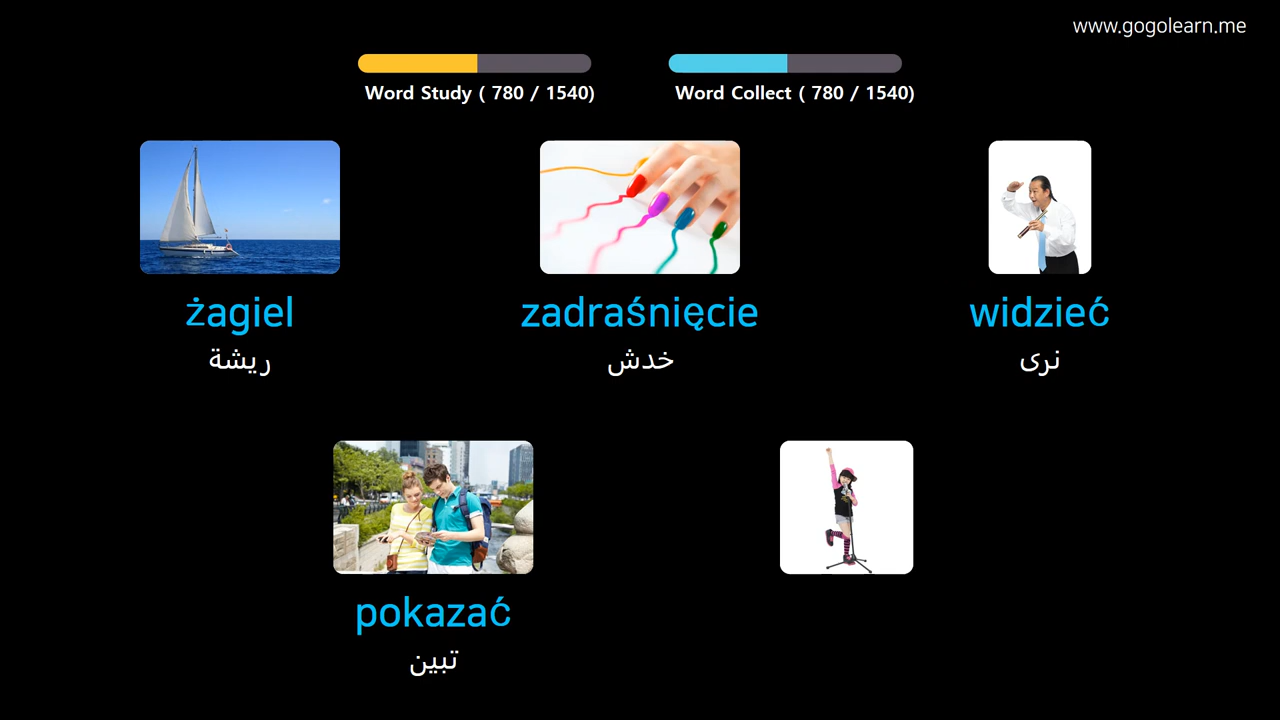 www.gogolearn.me
Word Study ( 780 / 1540)
Word Collect ( 780 / 1540)
żagiel
ريشة
zadraśnięcie
خدش
widzieć
نرى
pokazać
تبين